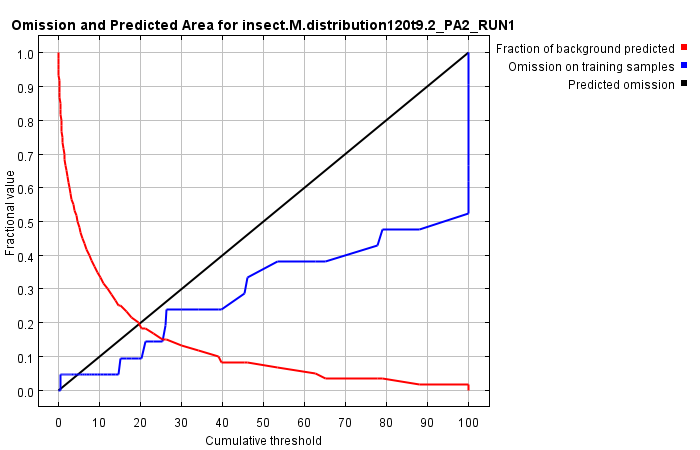 Omission and Predicted Area for insect.M.distribution120t9.2_PA2_RUN1
Fraction of background predicted
Omission on training samples
Predicted omission
1.0
0.9
0.8
0.7
0.6
0.5
0.4
0.3
0.2
0.1
0.0
Fractional value
0 10 20 30 40 50 60 70 80 90 100
Cumulative threshold